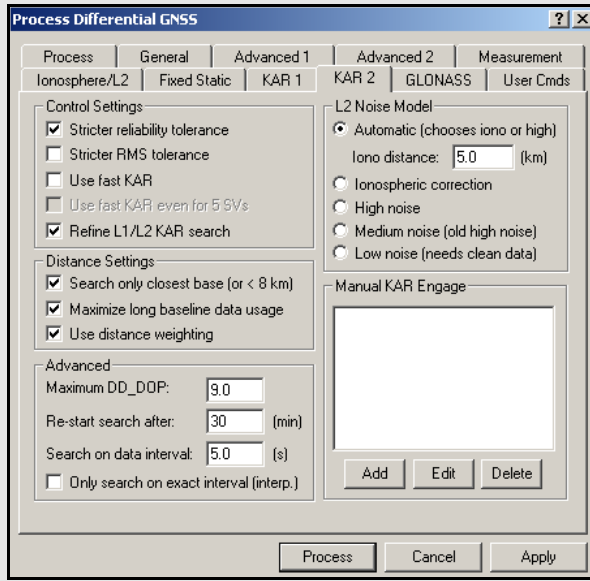 Process Differential GNSS
Process General Advanced 1 Advanced 2 Measurement
Ionosphere/L2 Fixed Static KAR 1 KAR 2 GLONASS User Cmds
Control Settings
Stricter reliability tolerance
Stricter RMS tolerance
Use fast KAR
Use fast KAR even for 5 SVs
Refine L1/L2 KAR search
Distance Settings
Search only closest base (or < 8 km)
Maximize long baseline data usage
Use distance weighting
Advanced
Maximum DD_DOP: 9.0
Re-start search after: 30 (min)
Search on data interval: 5.0 (s)
Only search on exact interval (interp.)
L2 Noise Model
Automatic (chooses iono or high)
Iono distance: 5.0 (km)
Ionospheric correction
High noise
Medium noise (old high noise)
Low noise (needs clean data)
Manual KAR Engage
Add Edit Delete
Process Cancel Apply